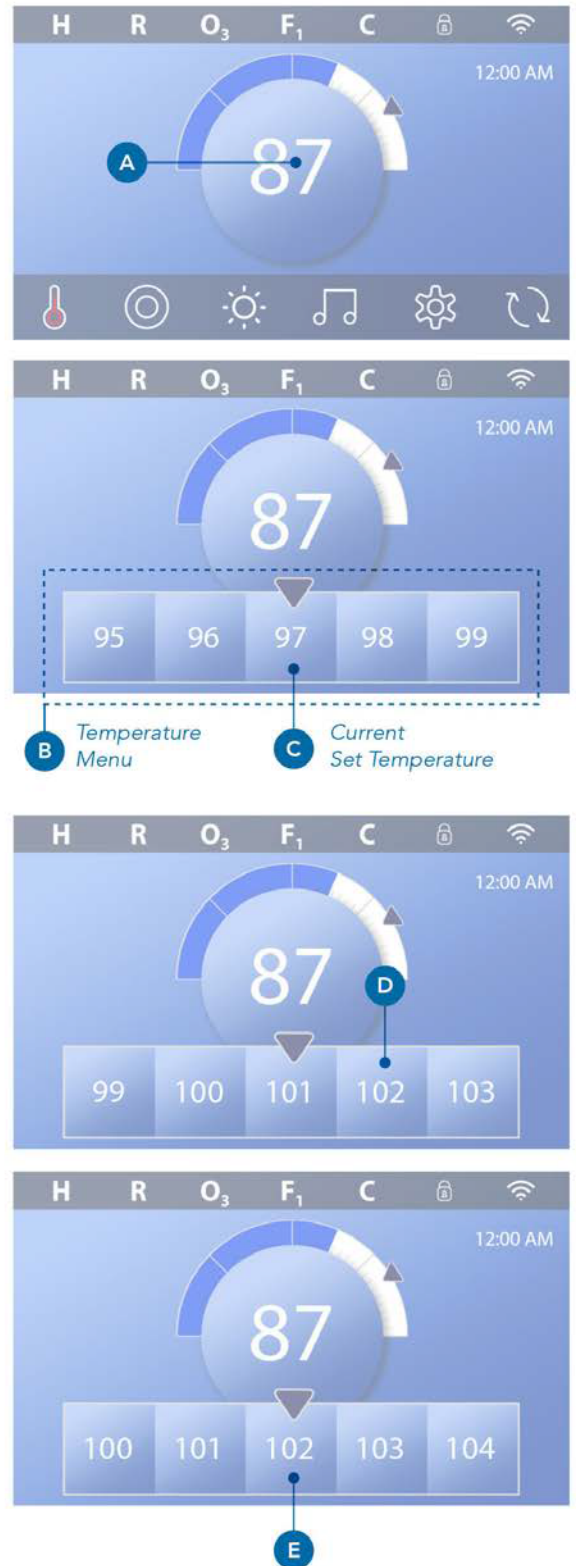 H R O₃ F₁ C
12:00 AM
A
87
H R O₃ F₁ C
12:00 AM
87
95 96 97 98 99
B Temperature Menu
C Current Set Temperature
H R O₃ F₁ C
12:00 AM
87
D
99 100 101 102 103
H R O₃ F₁ C
12:00 AM
87
100 101 102 103 104
E